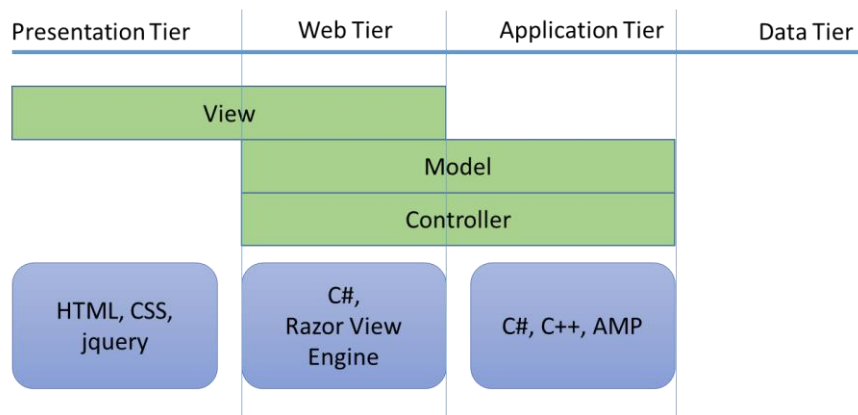 Presentation Tier
Web Tier
Application Tier
Data Tier
View
Model
Controller
HTML, CSS,
jquery
C#,
Razor View
Engine
C#, C++, AMP